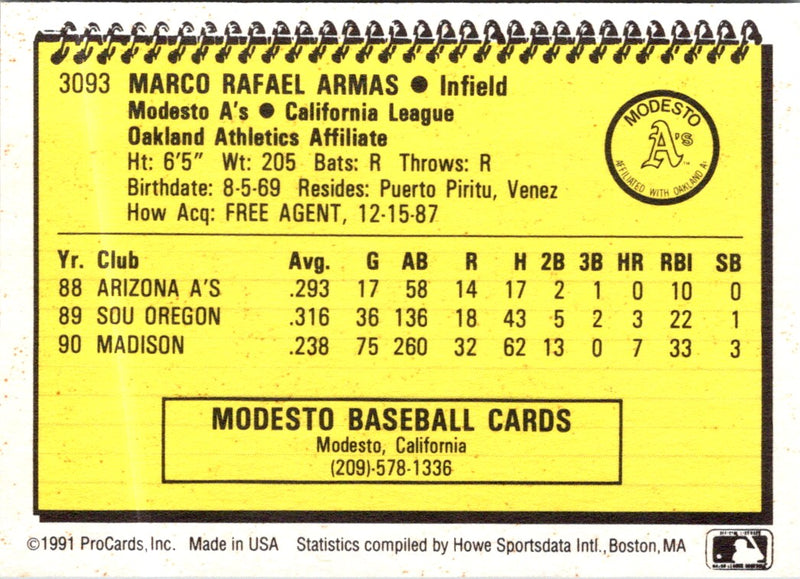 3093 MARCO RAFAEL ARMAS ● Infield
Modesto A's ● California League
Oakland Athletics Affiliate
Ht: 6'5" Wt: 205 Bats: R Throws: R
Birthdate: 8-5-69 Resides: Puerto Piritu, Venez
How Acq: FREE AGENT, 12-15-87
MODESTO
A's
AFFILIATED WITH OAKLAND A's
Yr. Club Avg. G AB R H 2B 3B HR RBI SB
88 ARIZONA A'S .293 17 58 14 17 2 1 0 10 0
89 SOU OREGON .316 36 136 18 43 5 2 3 22 1
90 MADISON .238 75 260 32 62 13 0 7 33 3
MODESTO BASEBALL CARDS
Modesto, California
(209)-578-1336
©1991 ProCards, Inc. Made in USA Statistics compiled by Howe Sportsdata Intl., Boston, MA